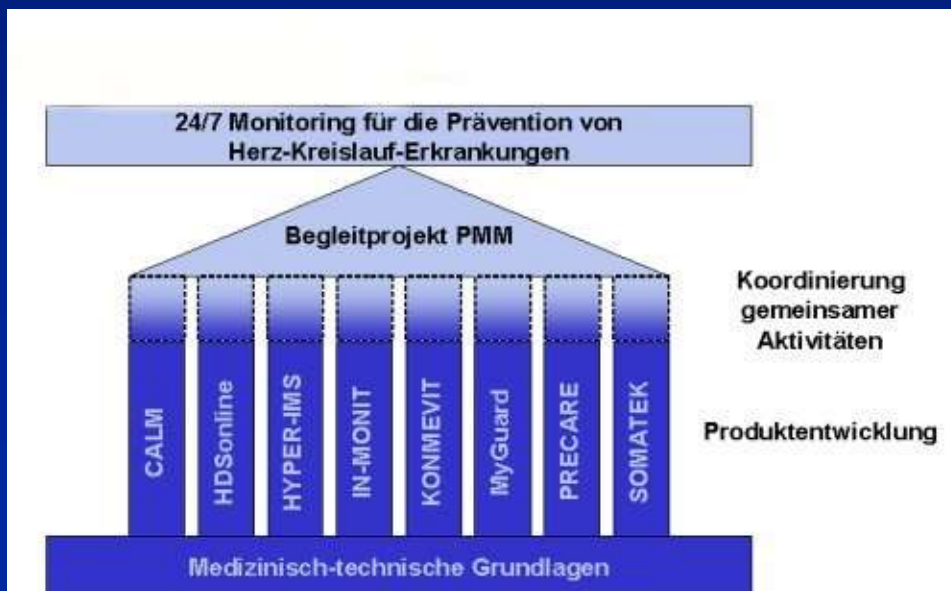 24/7 Monitoring für die Prävention von
Herz-Kreislauf-Erkrankungen
Begleitprojekt PMM
Koordinierung
gemeinsamer
Aktivitäten
CALM
HDSonline
HYPER-IMS
IN-MONIT
KONMEVIT
MyGuard
PRECARE
SOMATEK
Produktentwicklung
Medizinisch-technische Grundlagen